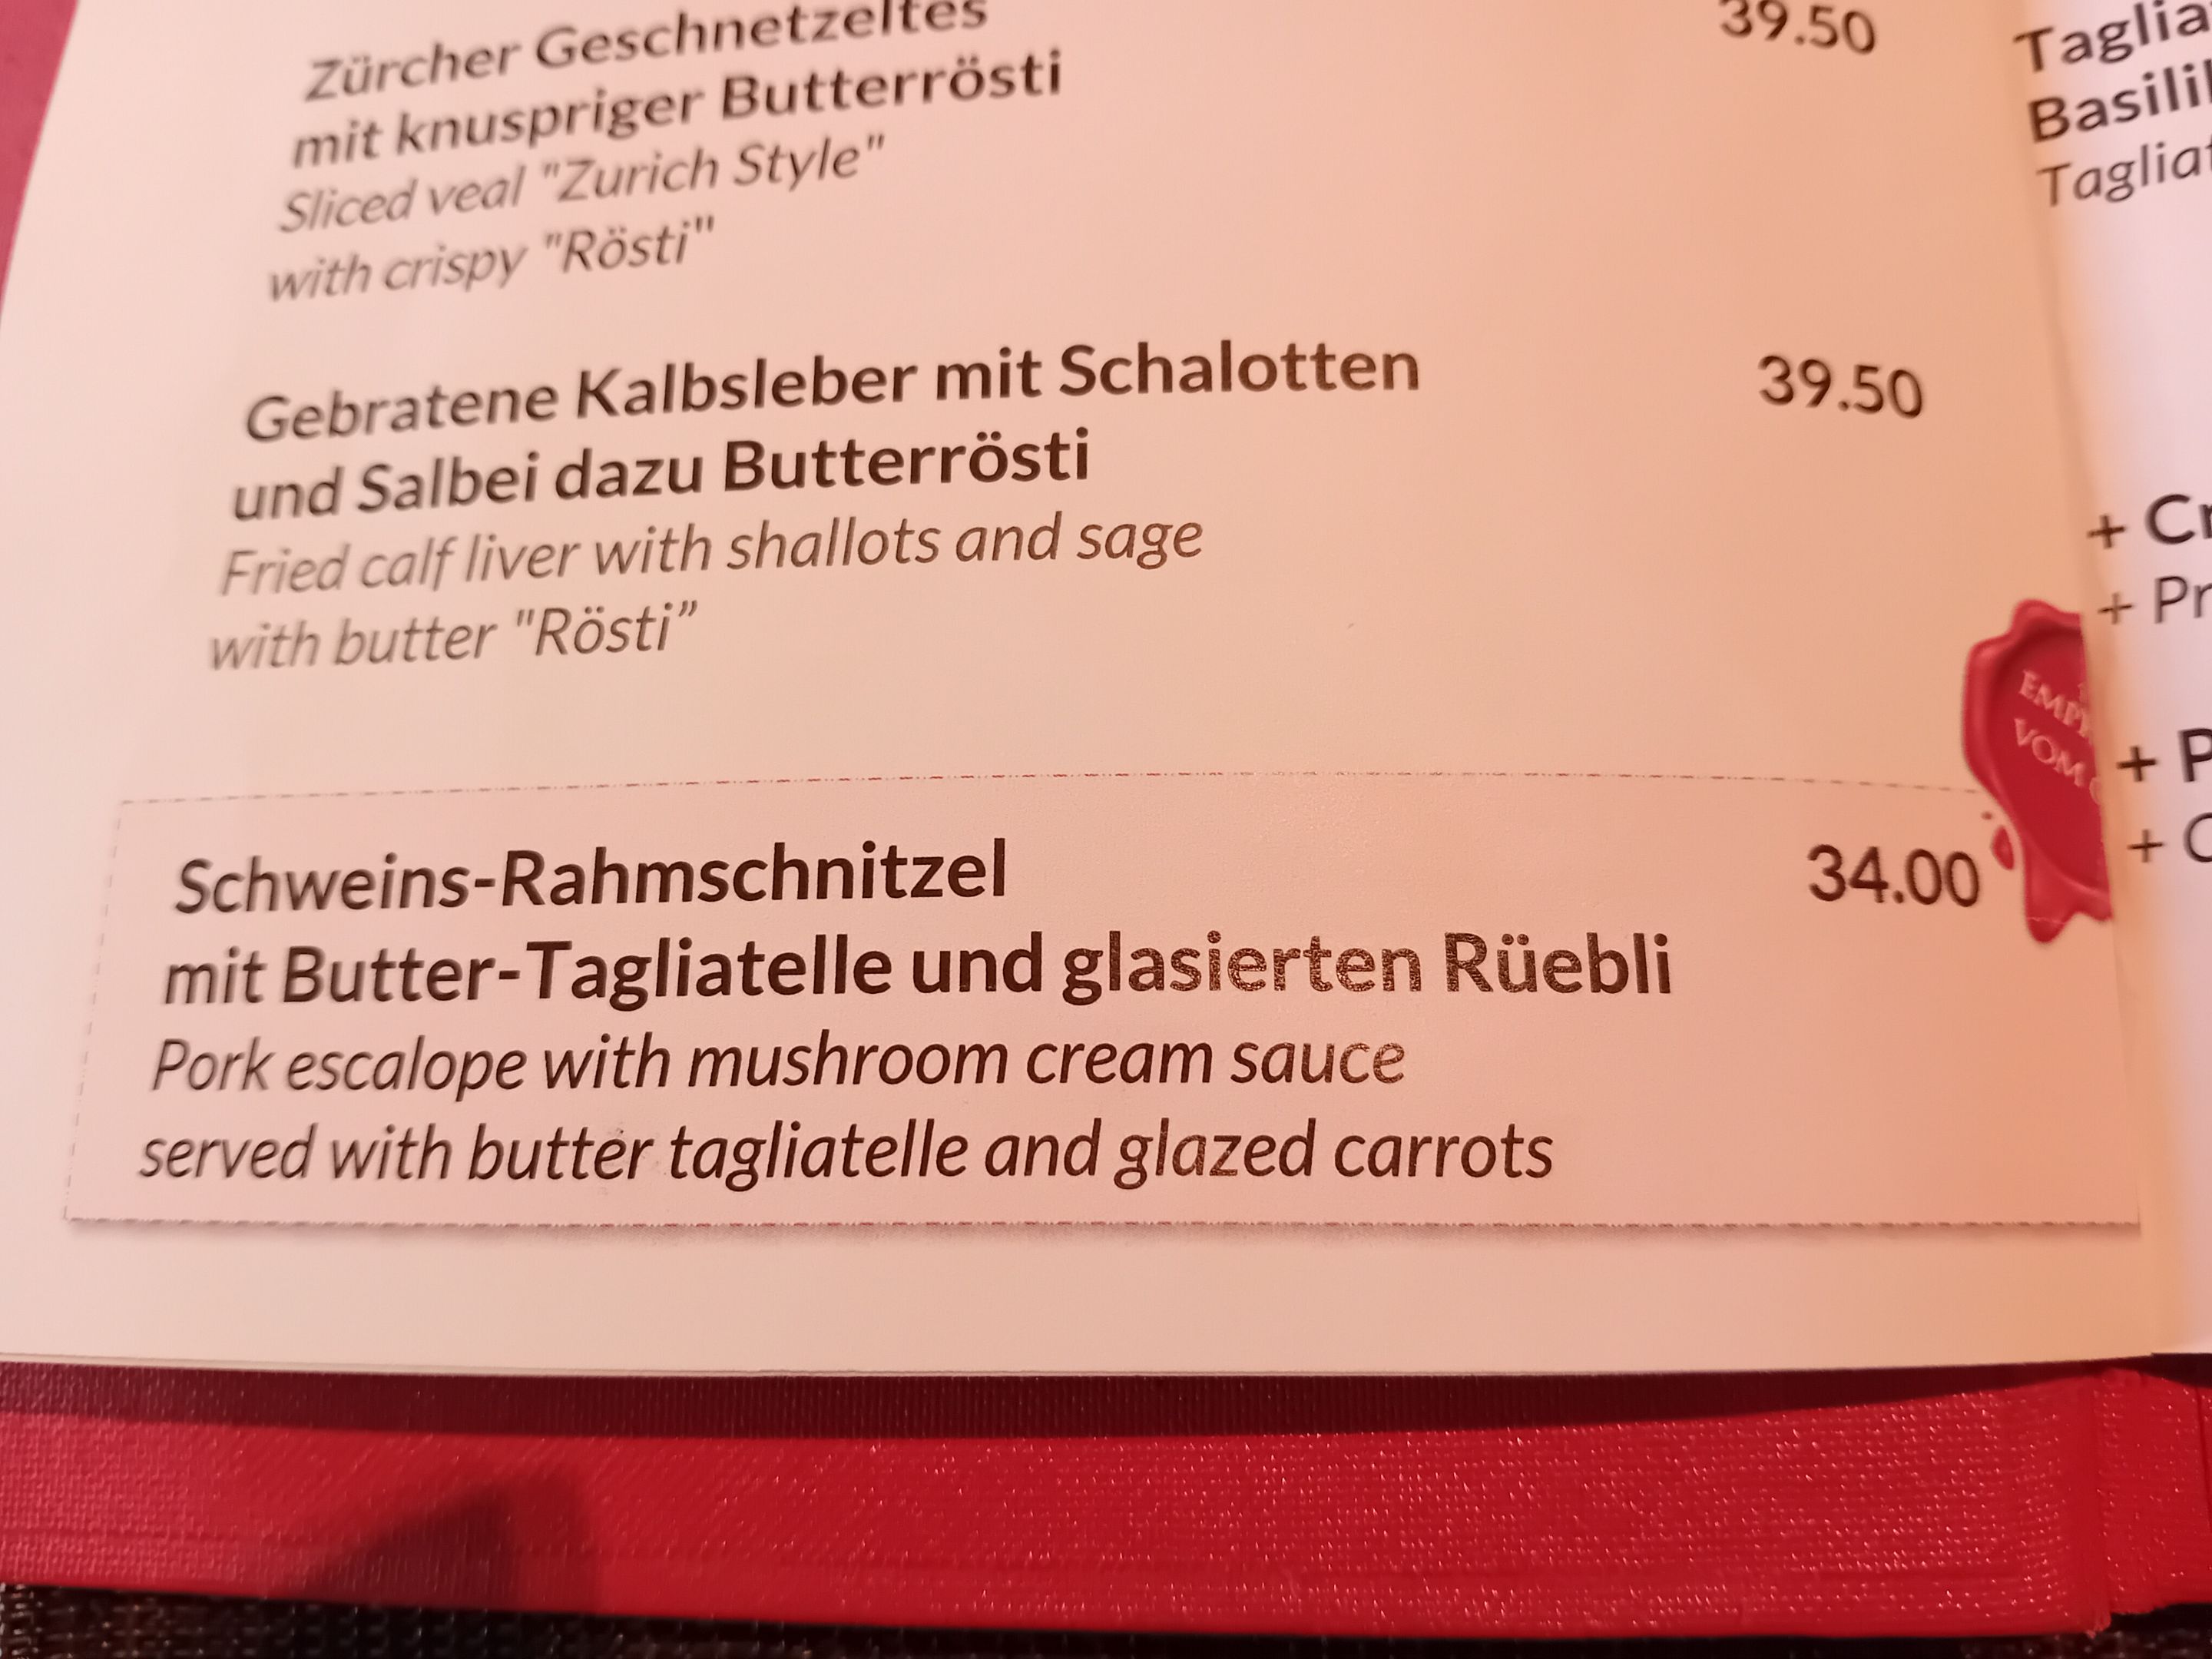 Zürcher Geschnetzeltes 39.50
mit knuspriger Butterrösti
Sliced veal "Zurich Style"
with crispy "Rösti"
Gebratene Kalbsleber mit Schalotten 39.50
und Salbei dazu Butterrösti
Fried calf liver with shallots and sage
with butter "Rösti”
Schweins-Rahmschnitzel 34.00
mit Butter-Tagliatelle und glasierten Rüebli
Pork escalope with mushroom cream sauce
served with butter tagliatelle and glazed carrots
VOM
+
+
+
+